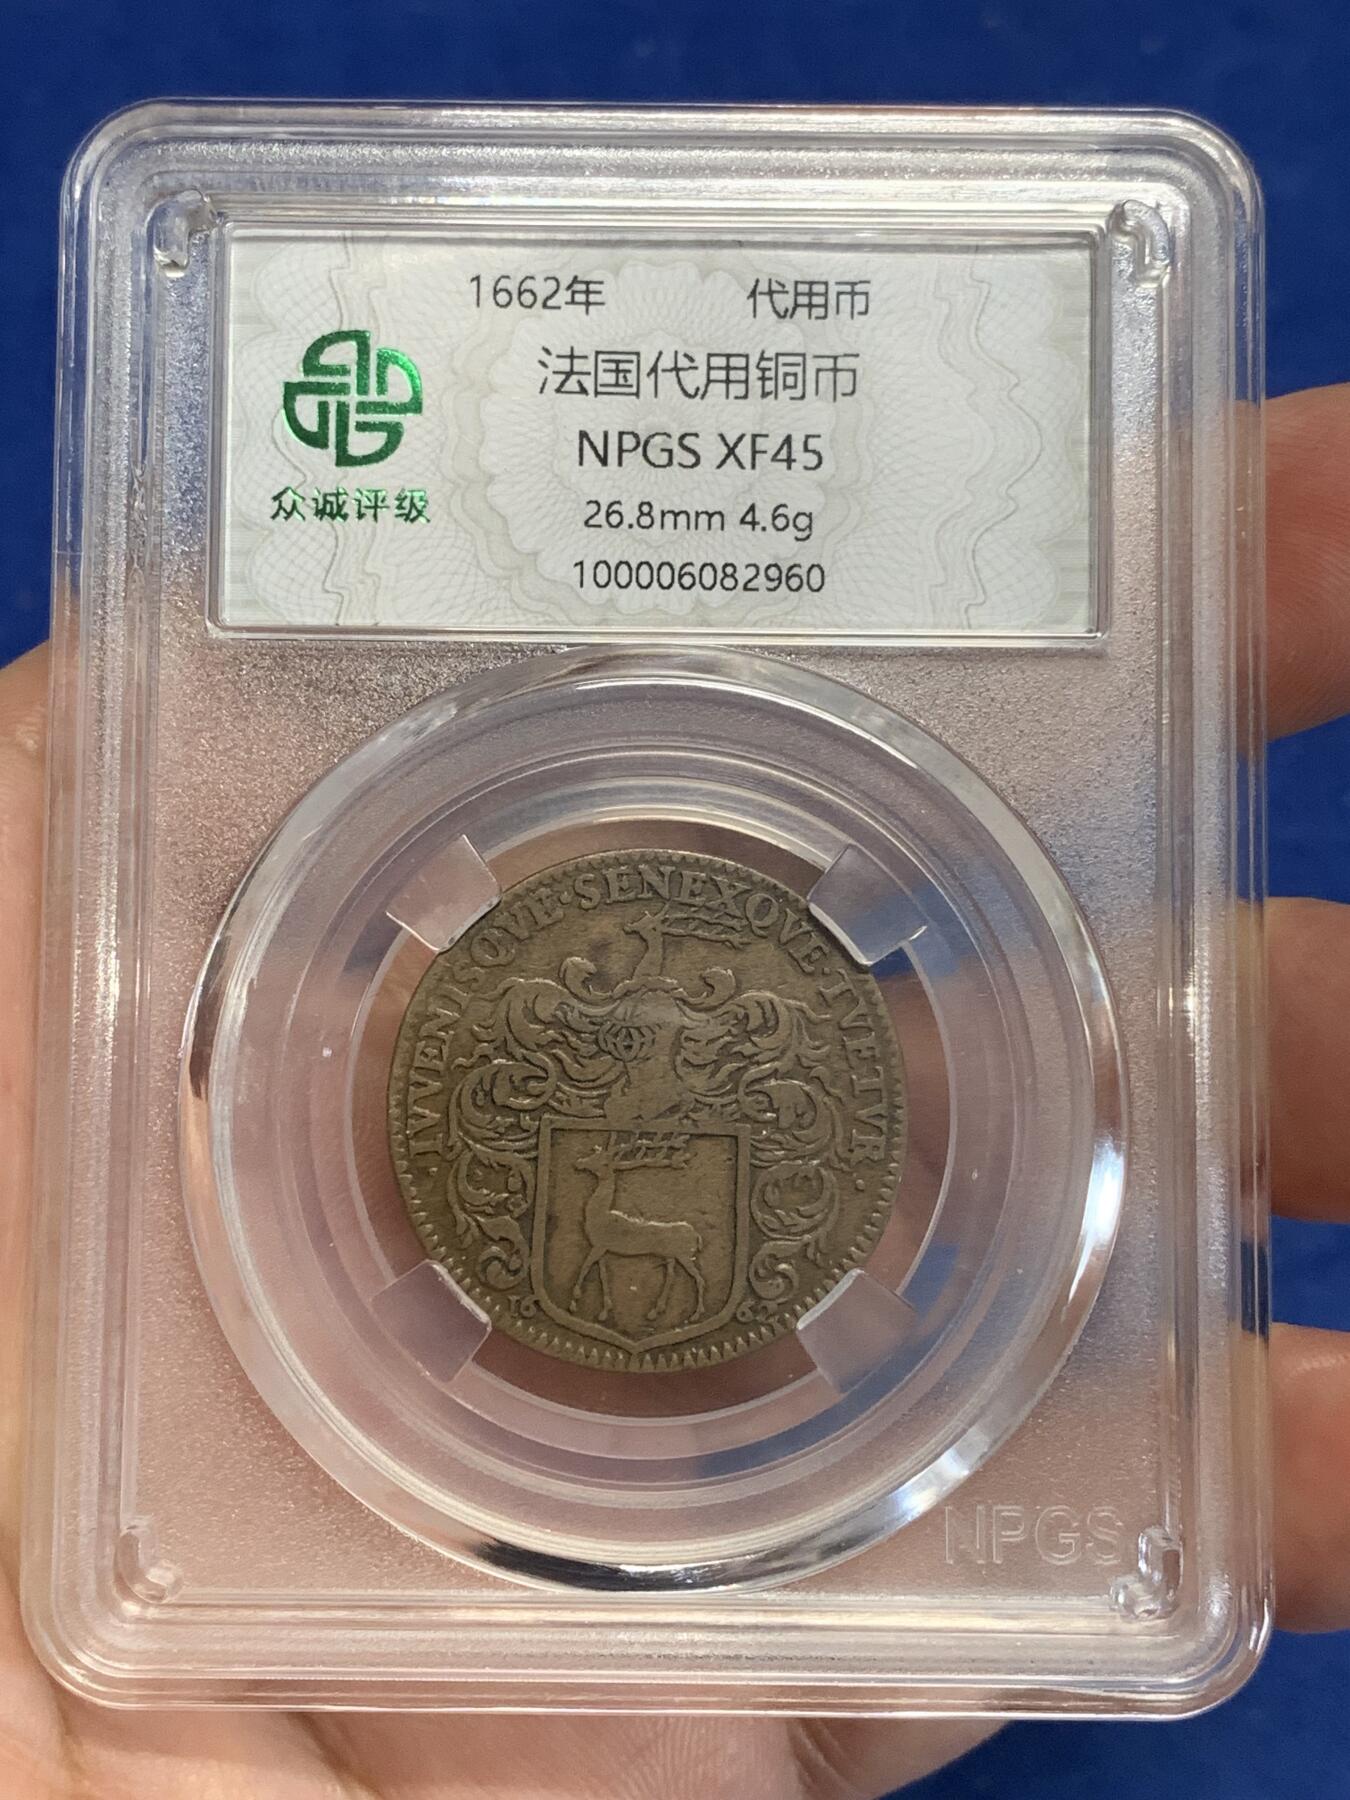 1662年 代用币
法国代用铜币
NPGS XF45
26.8mm 4.6g
100006082960
众诚评级
·IVVENISQVE·SENEXQVE·TVETVR·
16 62
NPGS